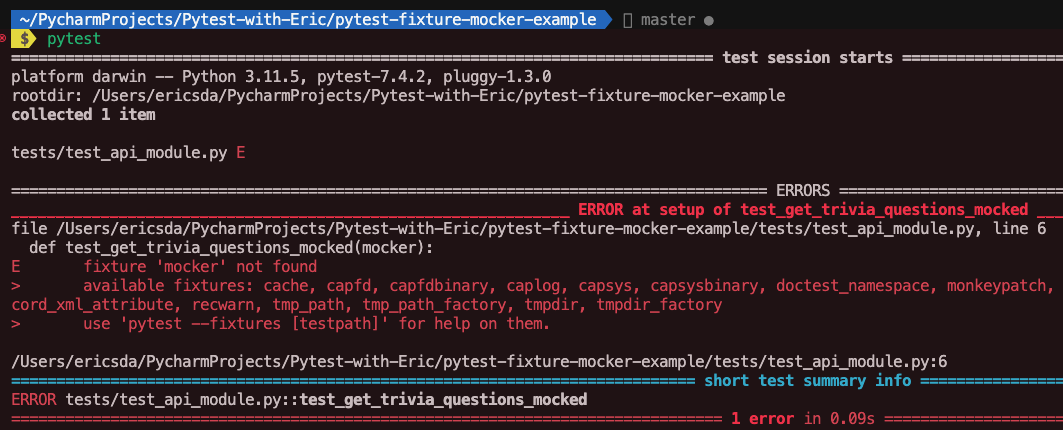 ~/PycharmProjects/Pytest-with-Eric/pytest-fixture-mocker-example master ●
$ pytest
=============================================================================== test session starts ==================
platform darwin -- Python 3.11.5, pytest-7.4.2, pluggy-1.3.0
rootdir: /Users/ericsda/PycharmProjects/Pytest-with-Eric/pytest-fixture-mocker-example
collected 1 item
tests/test_api_module.py E
===================================================================================== ERRORS =========================
______________________________________________________________ ERROR at setup of test_get_trivia_questions_mocked ___
file /Users/ericsda/PycharmProjects/Pytest-with-Eric/pytest-fixture-mocker-example/tests/test_api_module.py, line 6
def test_get_trivia_questions_mocked(mocker):
E fixture 'mocker' not found
> available fixtures: cache, capfd, capfdbinary, caplog, capsys, capsysbinary, doctest_namespace, monkeypatch,
cord_xml_attribute, recwarn, tmp_path, tmp_path_factory, tmpdir, tmpdir_factory
> use 'pytest --fixtures [testpath]' for help on them.
/Users/ericsda/PycharmProjects/Pytest-with-Eric/pytest-fixture-mocker-example/tests/test_api_module.py:6
============================================================================ short test summary info ================
ERROR tests/test_api_module.py::test_get_trivia_questions_mocked
=============================================================================== 1 error in 0.09s ====================